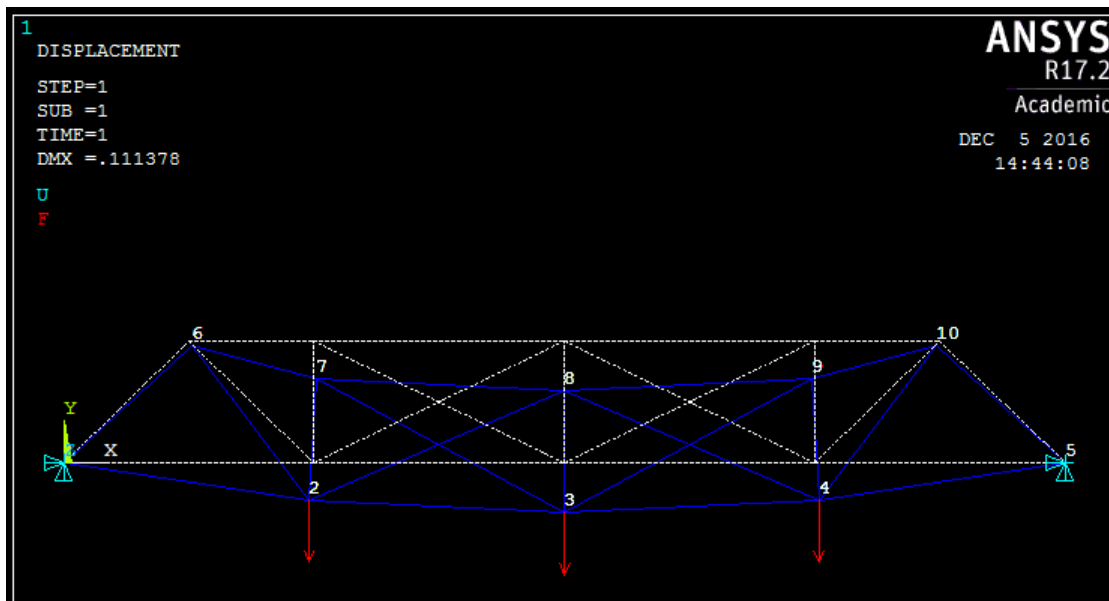 1
DISPLACEMENT
STEP=1
SUB =1
TIME=1
DMX =.111378
U
F
ANSYS
R17.2
Academic
DEC 5 2016
14:44:08
6
10
7
8
9
Y
X
5
2
3
4